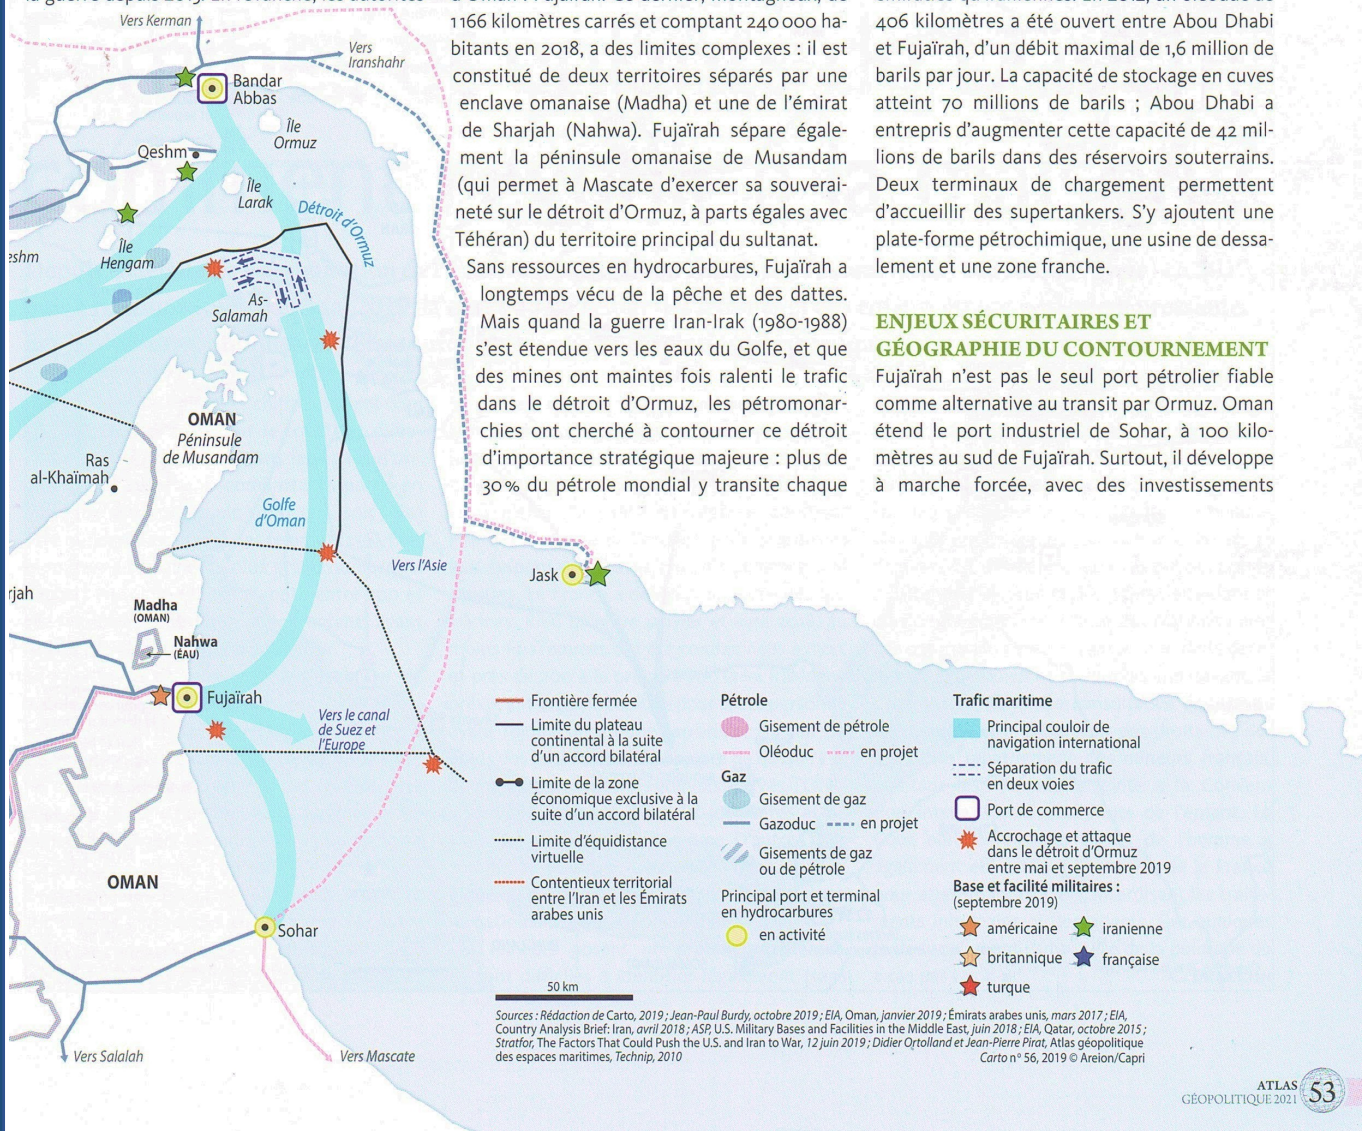 1 166 kilomètres carrés et comptant 240 000 ha-
bitants en 2018, a des limites complexes : il est
constitué de deux territoires séparés par une
enclave omanaise (Madha) et une de l'émirat
de Sharjah (Nahwa). Fujaïrah sépare égale-
ment la péninsule omanaise de Musandam
(qui permet à Mascate d'exercer sa souverai-
neté sur le détroit d'Ormuz, à parts égales avec
Téhéran) du territoire principal du sultanat.
Sans ressources en hydrocarbures, Fujaïrah a
longtemps vécu de la pêche et des dattes.
Mais quand la guerre Iran-Irak (1980-1988)
s'est étendue vers les eaux du Golfe, et que
des mines ont maintes fois ralenti le trafic
dans le détroit d'Ormuz, les pétromonar-
chies ont cherché à contourner ce détroit
d'importance stratégique majeure : plus de
30 % du pétrole mondial y transite chaque
406 kilomètres a été ouvert entre Abou Dhabi
et Fujaïrah, d'un débit maximal de 1,6 million de
barils par jour. La capacité de stockage en cuves
atteint 70 millions de barils ; Abou Dhabi a
entrepris d'augmenter cette capacité de 42 mil-
lions de barils dans des réservoirs souterrains.
Deux terminaux de chargement permettent
d'accueillir des supertankers. S'y ajoutent une
plate-forme pétrochimique, une usine de dessa-
lement et une zone franche.
ENJEUX SÉCURITAIRES ET
GÉOGRAPHIE DU CONTOURNEMENT
Fujaïrah n'est pas le seul port pétrolier fiable
comme alternative au transit par Ormuz. Oman
étend le port industriel de Sohar, à 100 kilo-
mètres au sud de Fujaïrah. Surtout, il développe
à marche forcée, avec des investissements
Vers Kerman
Vers
Iranshahr
Bandar
Abbas
Île
Ormuz
Qeshm
Île
Larak
Détroit d'Ormuz
eshm
Île
Hengam
As-
Salamah
OMAN
Péninsule
de Musandam
Ras
al-Khaïmah
Golfe
d'Oman
Vers l'Asie
Jask
rjah
Madha
(OMAN)
Nahwa
(ÉAU)
Fujaïrah
Vers le canal
de Suez et
l'Europe
OMAN
Sohar
Vers Salalah
Vers Mascate
Frontière fermée
Limite du plateau
continental à la suite
d'un accord bilatéral
Limite de la zone
économique exclusive à la
suite d'un accord bilatéral
Limite d'équidistance
virtuelle
Contentieux territorial
entre l'Iran et les Émirats
arabes unis
Pétrole
Gisement de pétrole
Oléoduc en projet
Gaz
Gisement de gaz
Gazoduc en projet
Gisements de gaz
ou de pétrole
Principal port et terminal
en hydrocarbures
en activité
Trafic maritime
Principal couloir de
navigation international
Séparation du trafic
en deux voies
Port de commerce
Accrochage et attaque
dans le détroit d'Ormuz
entre mai et septembre 2019
Base et facilité militaires :
(septembre 2019)
américaine iranienne
britannique française
turque
50 km
Sources : Rédaction de Carto, 2019 ; Jean-Paul Burdy, octobre 2019 ; EIA, Oman, janvier 2019 ; Émirats arabes unis, mars 2017 ; EIA,
Country Analysis Brief: Iran, avril 2018 ; ASP, U.S. Military Bases and Facilities in the Middle East, juin 2018 ; EIA, Qatar, octobre 2015 ;
Stratfor, The Factors That Could Push the U.S. and Iran to War, 12 juin 2019 ; Didier Ortolland et Jean-Pierre Pirat, Atlas géopolitique
des espaces maritimes, Technip, 2010
Carto n° 56, 2019 © Areion/Capri
ATLAS
GÉOPOLITIQUE 2021
53